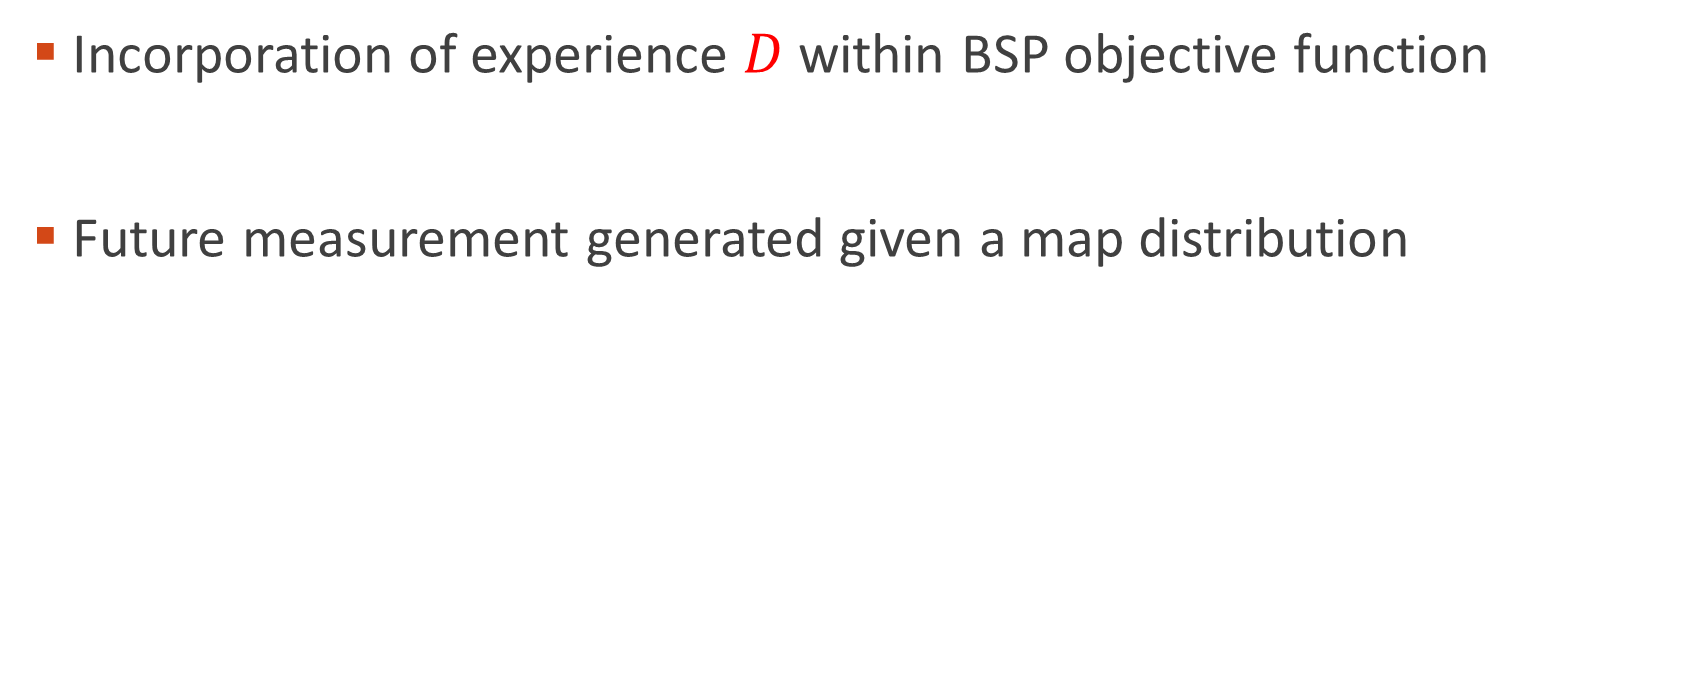 ▪ Incorporation of experience D within BSP objective function
▪ Future measurement generated given a map distribution